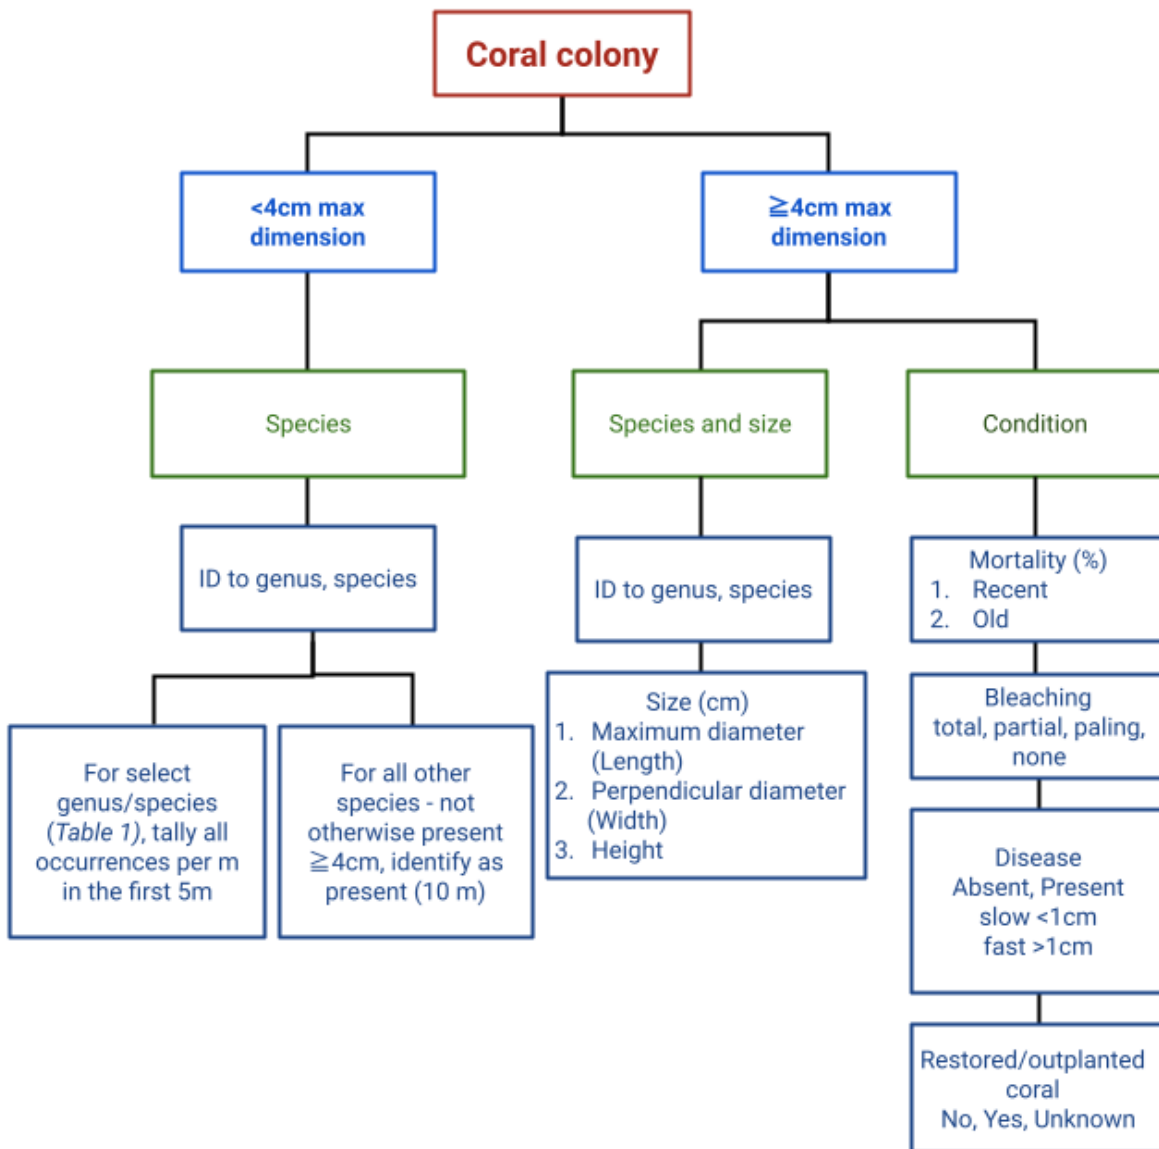 Coral colony
<4cm max
dimension
≧4cm max
dimension
Species
Species and size
Condition
ID to genus, species
ID to genus, species
Mortality (%)
1. Recent
2. Old
For select
genus/species
(Table 1), tally all
occurrences per m
in the first 5m
For all other
species - not
otherwise present
≧4cm, identify as
present (10 m)
Size (cm)
1. Maximum diameter
(Length)
2. Perpendicular diameter
(Width)
3. Height
Bleaching
total, partial, paling,
none
Disease
Absent, Present
slow <1cm
fast >1cm
Restored/outplanted
coral
No, Yes, Unknown